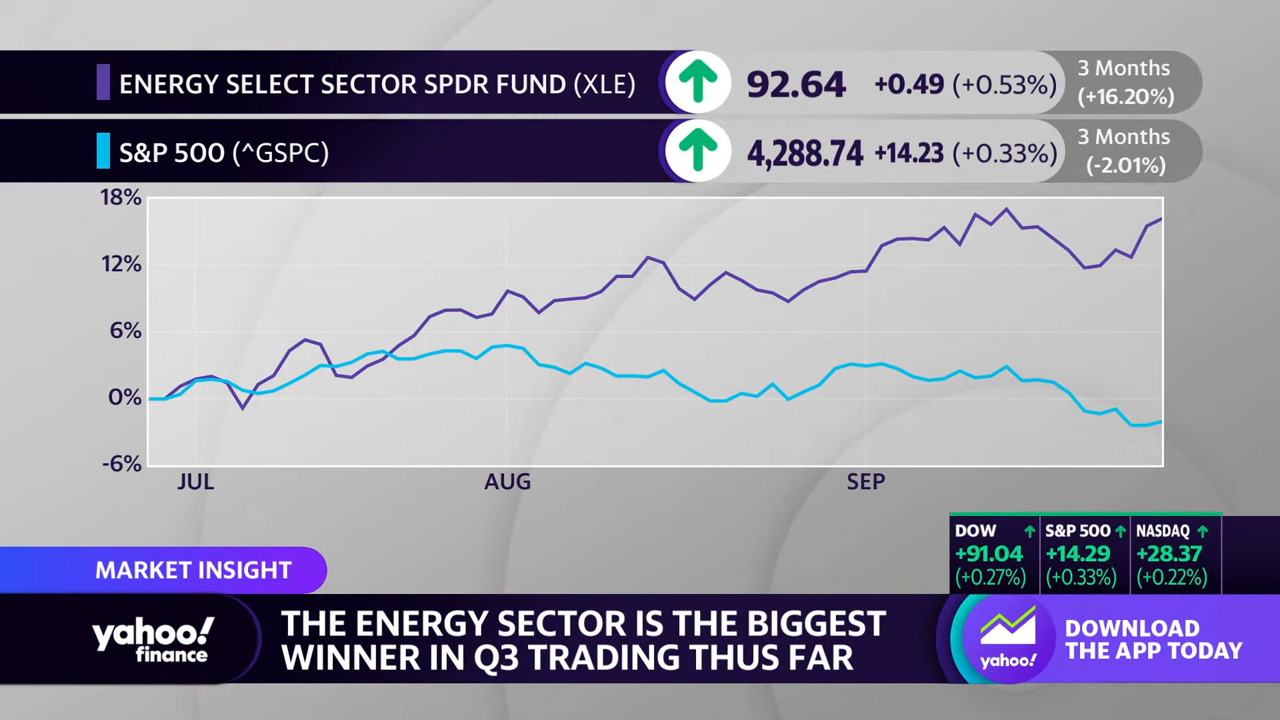 ENERGY SELECT SECTOR SPDR FUND (XLE)
92.64
+0.49 (+0.53%)
3 Months
(+16.20%)
S&P 500 (^GSPC)
4,288.74
+14.23 (+0.33%)
3 Months
(-2.01%)
18%
12%
6%
0%
-6%
JUL
AUG
SEP
DOW
+91.04
(+0.27%)
S&P 500
+14.29
(+0.33%)
NASDAQ
+28.37
(+0.22%)
MARKET INSIGHT
yahoo!
finance
THE ENERGY SECTOR IS THE BIGGEST
WINNER IN Q3 TRADING THUS FAR
yahoo!
DOWNLOAD
THE APP TODAY